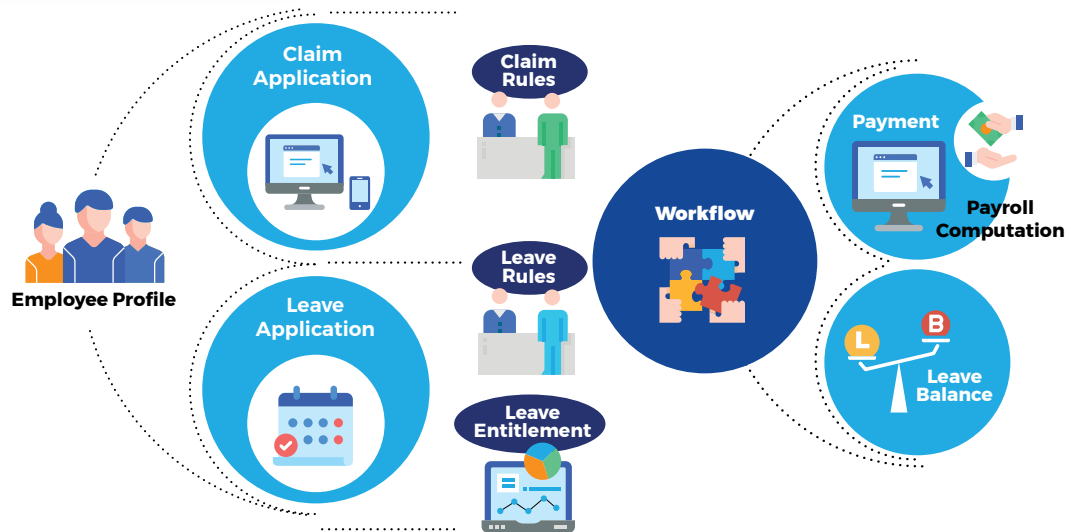 Employee Profile
Claim
Application
Leave
Application
Claim
Rules
Leave
Rules
Leave
Entitlement
Workflow
Payment
Payroll
Computation
L
B
Leave
Balance